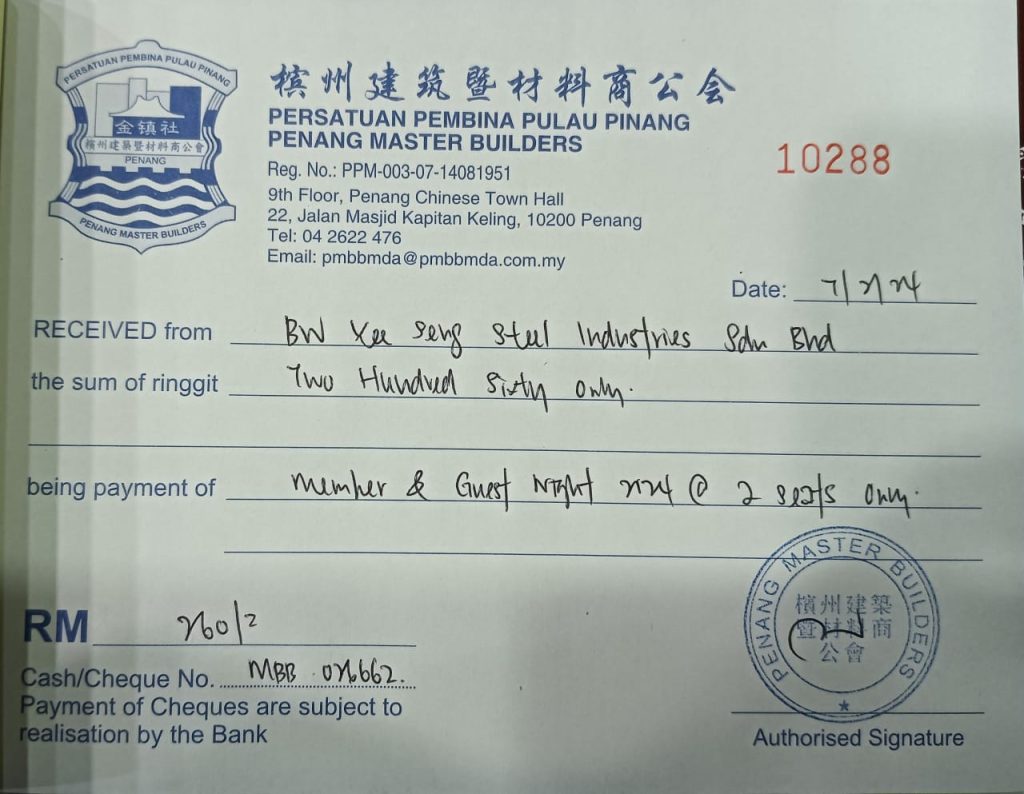 PERSATUAN PEMBINA PULAU PINANG
金镇社
檳州建築暨材料商公會
PENANG
PENANG MASTER BUILDERS
槟州建筑暨材料商公会
PERSATUAN PEMBINA PULAU PINANG
PENANG MASTER BUILDERS
Reg. No.: PPM-003-07-14081951
9th Floor, Penang Chinese Town Hall
22, Jalan Masjid Kapitan Keling, 10200 Penang
Tel: 04 2622 476
Email: pmbbmda@pmbbmda.com.my
10288
Date: 7/2/24
RECEIVED from BW Yee Seng Steel Industries Sdn Bhd
the sum of ringgit Two Hundred Sixty Only.
being payment of Member & Guest Night 2024 @ 2 seats only.
RM 260/2
Cash/Cheque No. MBB 026662.
Payment of Cheques are subject to
realisation by the Bank
PENANG MASTER BUILDERS
檳州建築
暨材料商
公會
Authorised Signature